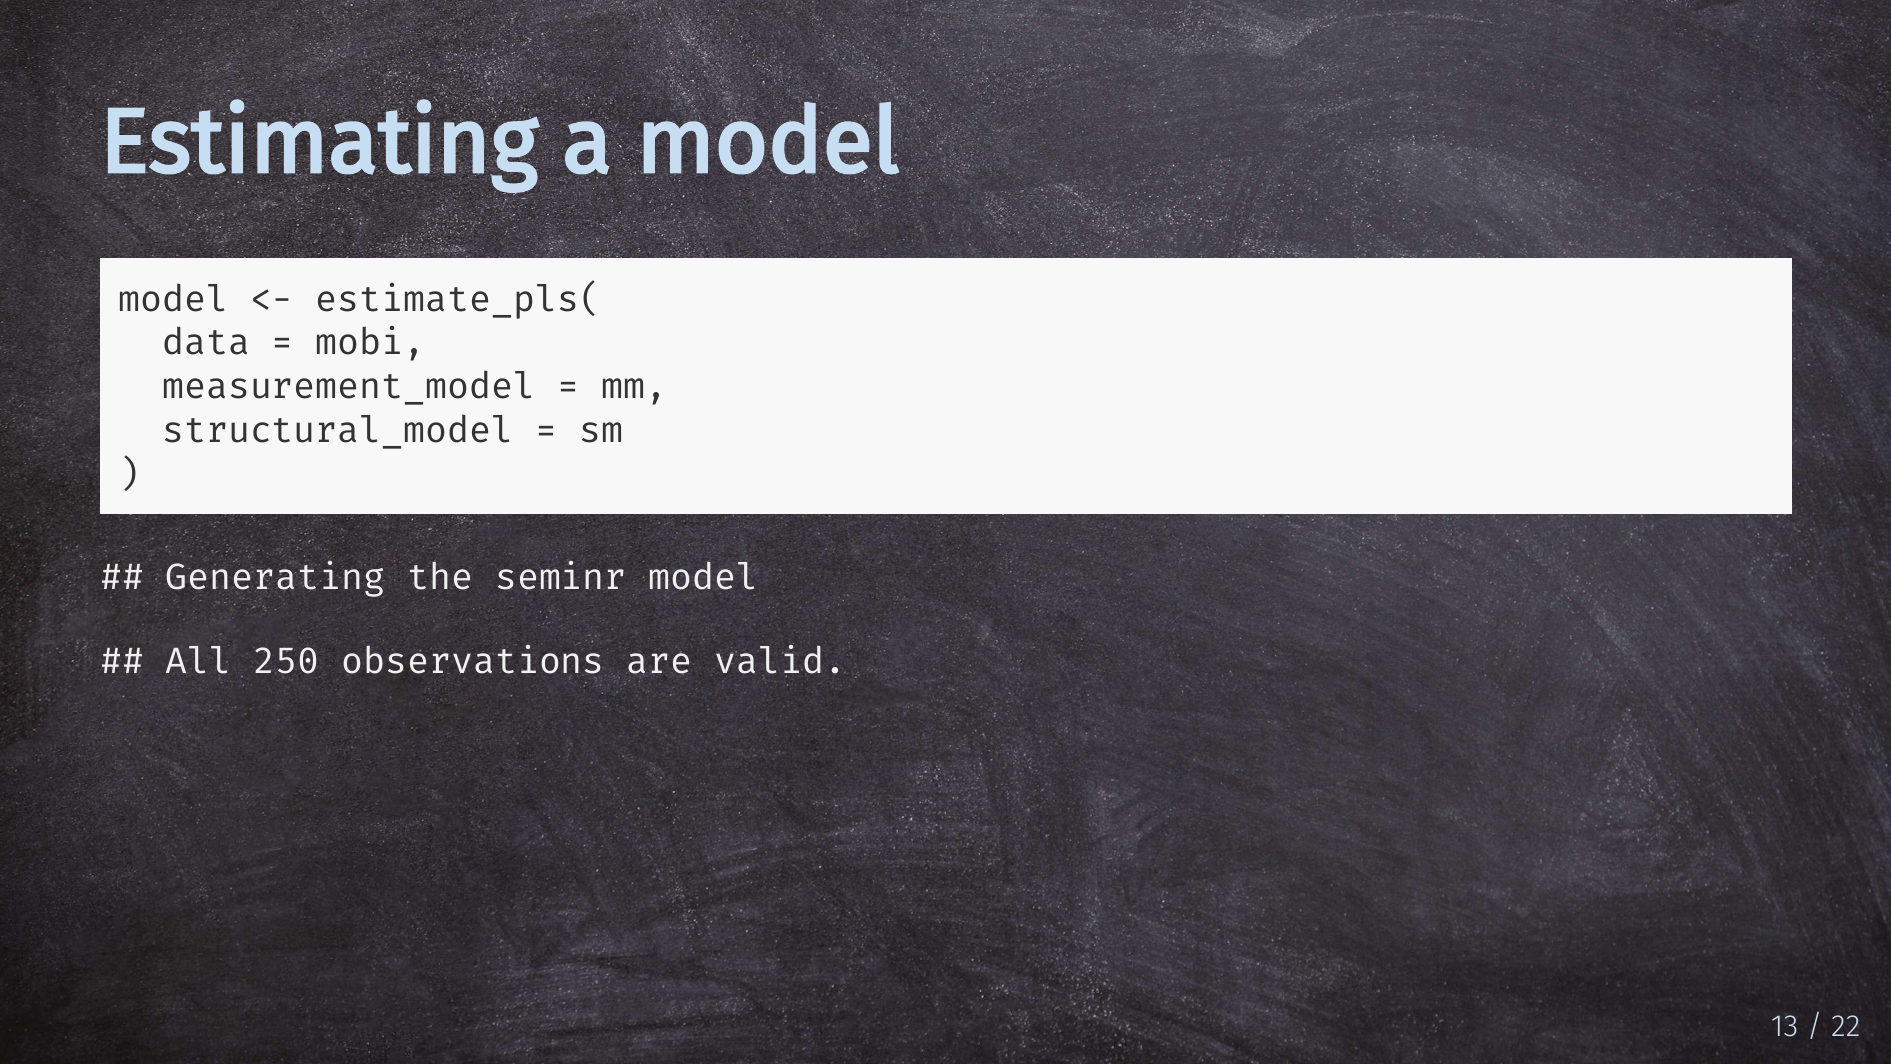 Estimating a model
model <- estimate_pls(
  data = mobi,
  measurement_model = mm,
  structural_model = sm
)
## Generating the seminr model
## All 250 observations are valid.
13 / 22